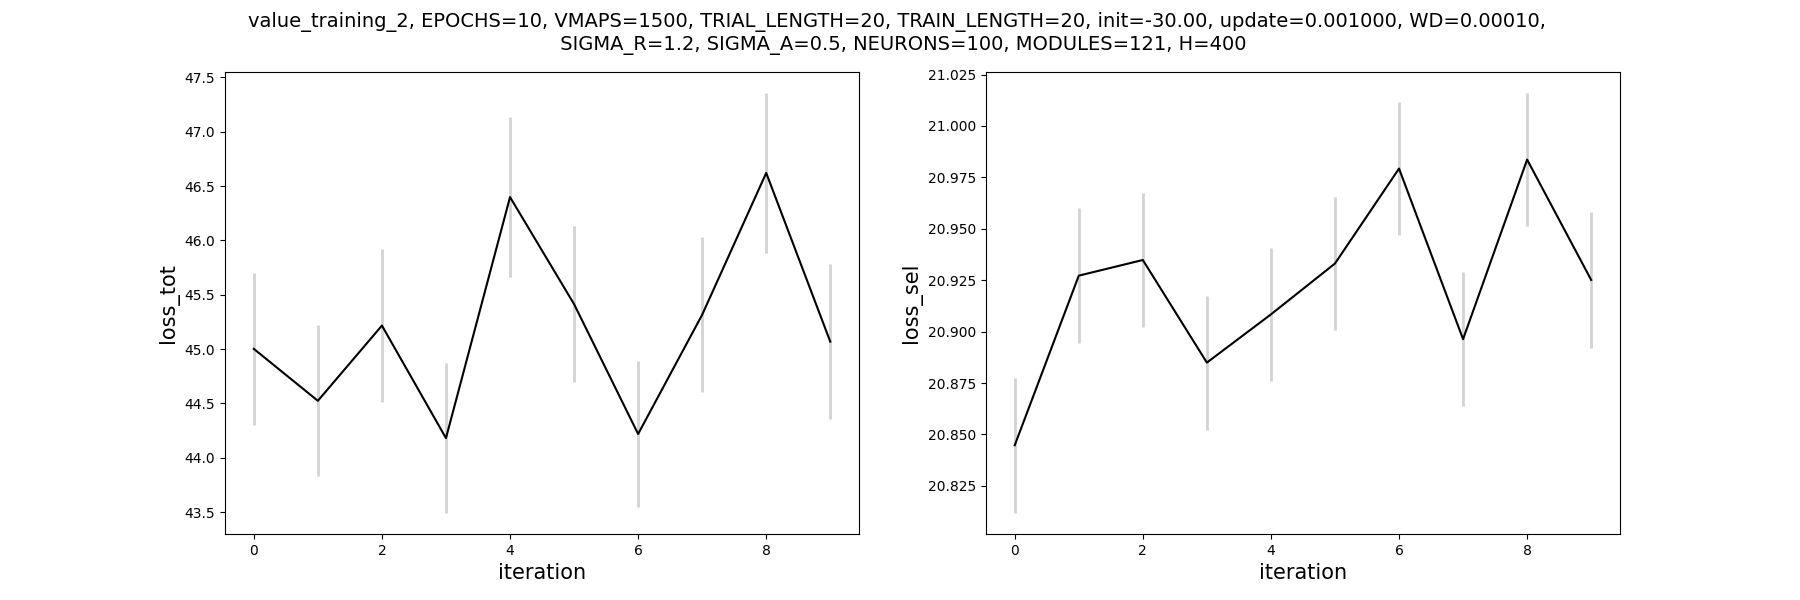 value_training_2, EPOCHS=10, VMAPS=1500, TRIAL_LENGTH=20, TRAIN_LENGTH=20, init=-30.00, update=0.001000, WD=0.00010,
SIGMA_R=1.2, SIGMA_A=0.5, NEURONS=100, MODULES=121, H=400
47.5
47.0
46.5
46.0
45.5
45.0
44.5
44.0
43.5
loss_tot
0 2 4 6 8
iteration
21.025
21.000
20.975
20.950
20.925
20.900
20.875
20.850
20.825
loss_sel
0 2 4 6 8
iteration